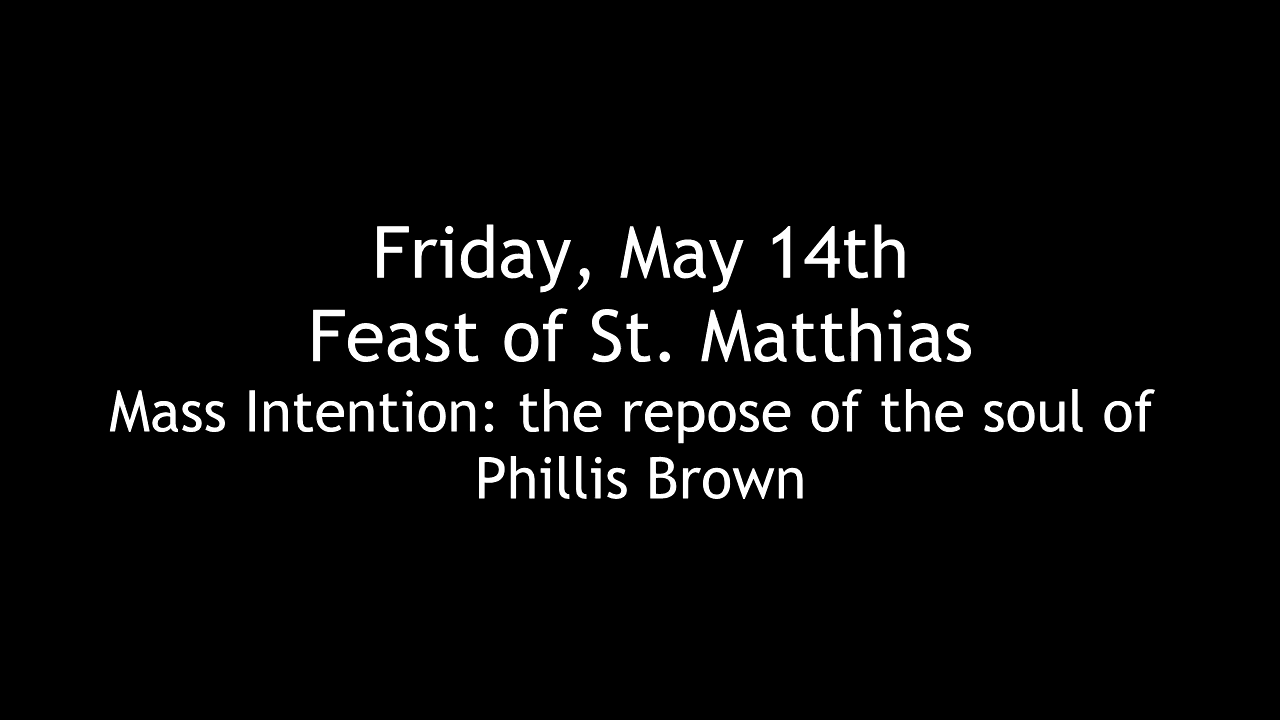 Friday, May 14th
Feast of St. Matthias
Mass Intention: the repose of the soul of
Phillis Brown